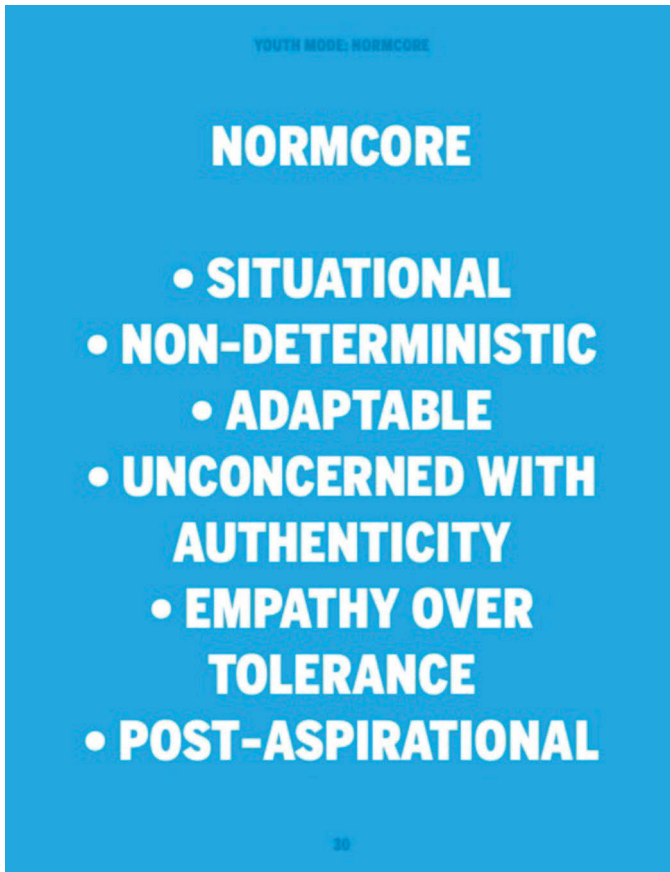 YOUTH MODE: NORMCORE
NORMCORE
• SITUATIONAL
• NON-DETERMINISTIC
• ADAPTABLE
• UNCONCERNED WITH
AUTHENTICITY
• EMPATHY OVER
TOLERANCE
• POST-ASPIRATIONAL
30